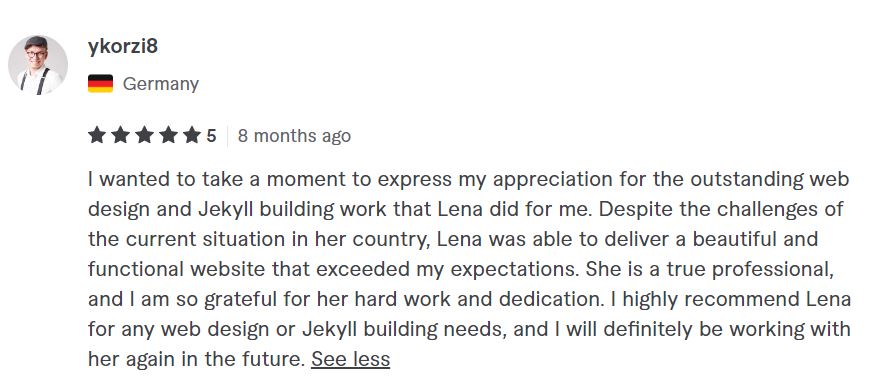 ykorzi8
Germany
5 8 months ago
I wanted to take a moment to express my appreciation for the outstanding web
design and Jekyll building work that Lena did for me. Despite the challenges of
the current situation in her country, Lena was able to deliver a beautiful and
functional website that exceeded my expectations. She is a true professional,
and I am so grateful for her hard work and dedication. I highly recommend Lena
for any web design or Jekyll building needs, and I will definitely be working with
her again in the future. See less